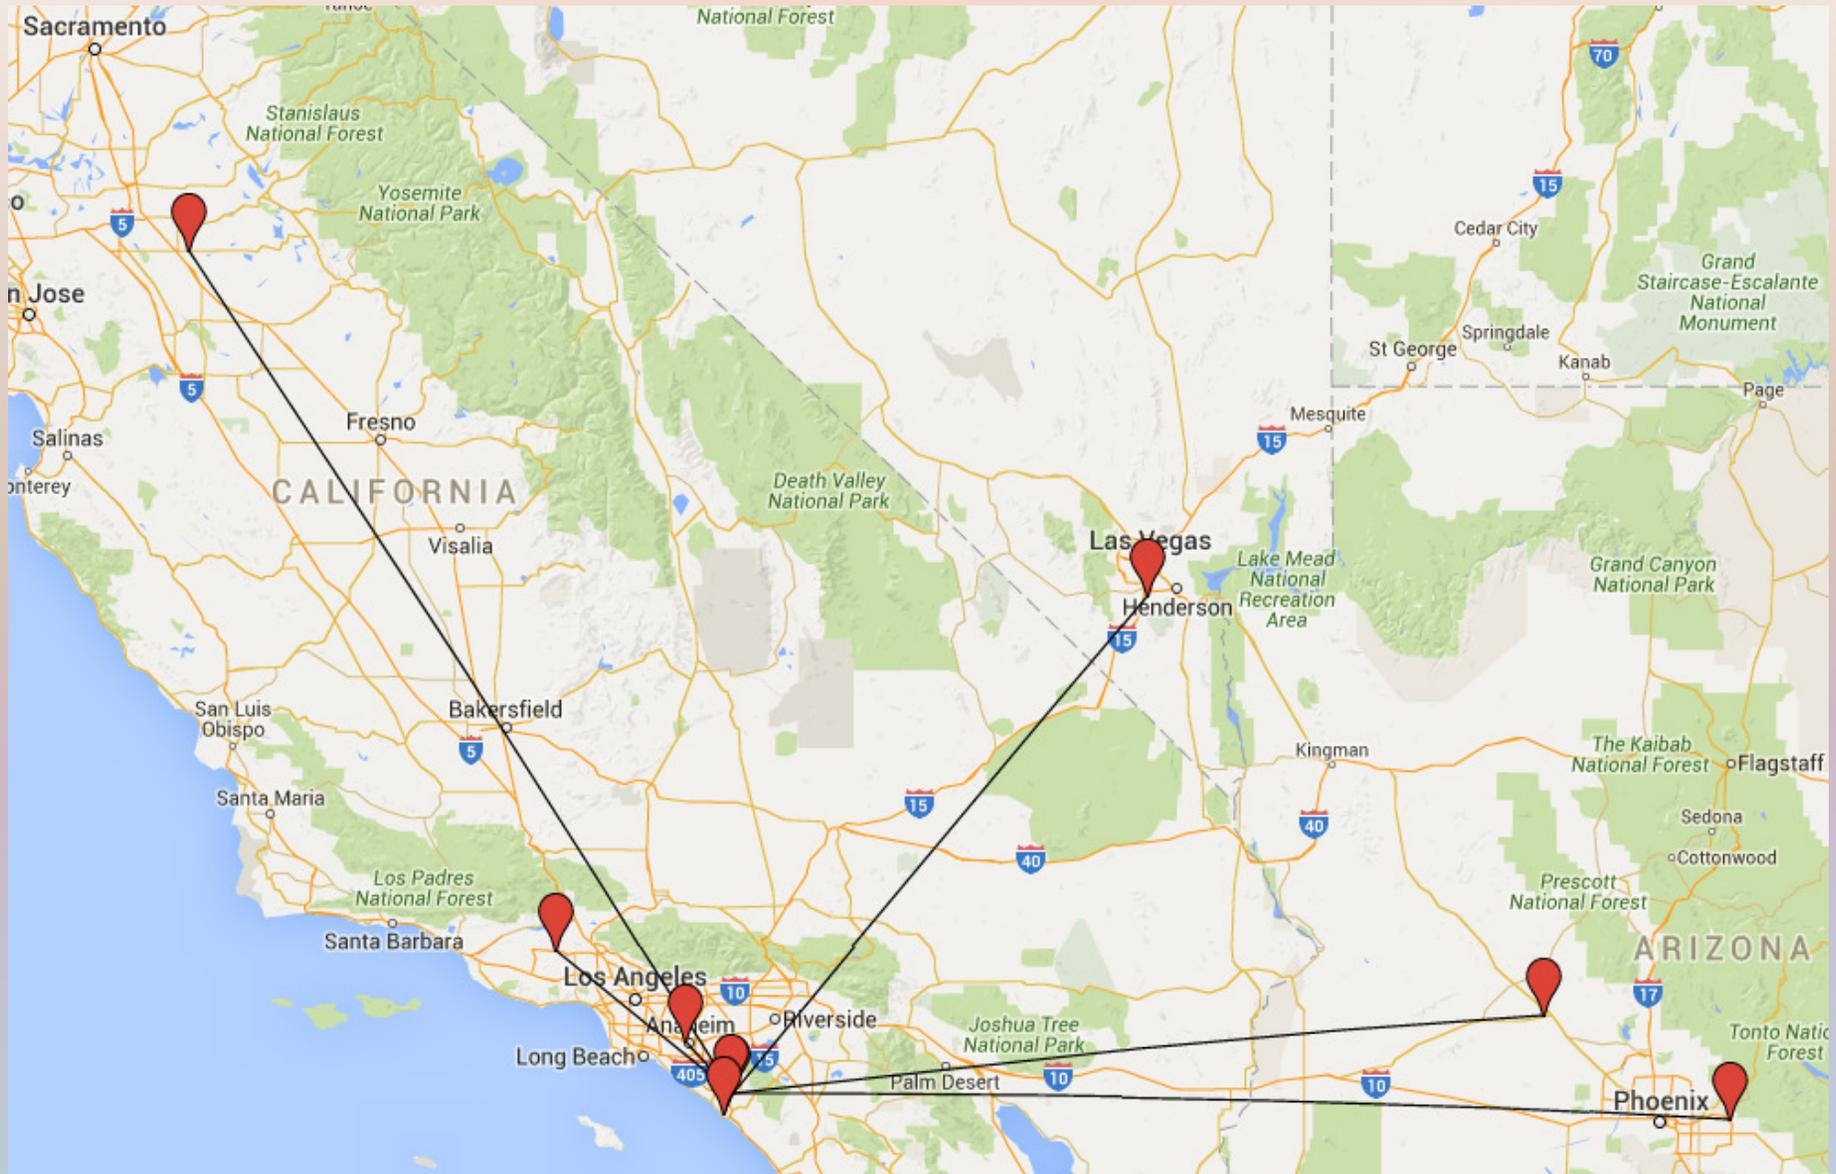 Sacramento
Tahoe
National Forest
70
Stanislaus
National Forest
15
Yosemite
National Park
o
5
Cedar City
n Jose
Grand
Staircase-Escalante
National
Monument
Springdale
St George
Kanab
5
Page
Fresno
Mesquite
Salinas
15
onterey
CALIFORNIA
Death Valley
National Park
Visalia
Las Vegas
Lake Mead
National
Recreation
Area
Grand Canyon
National Park
Henderson
15
San Luis
Obispo
Bakersfield
5
Kingman
The Kaibab
National Forest
Flagstaff
Santa Maria
15
40
Sedona
40
Cottonwood
Los Padres
National Forest
Prescott
National Forest
Santa Barbara
ARIZONA
Los Angeles
10
17
Anaheim
Riverside
Joshua Tree
National Park
Tonto Natio
Forest
Long Beach
15
405
Palm Desert
10
10
Phoenix